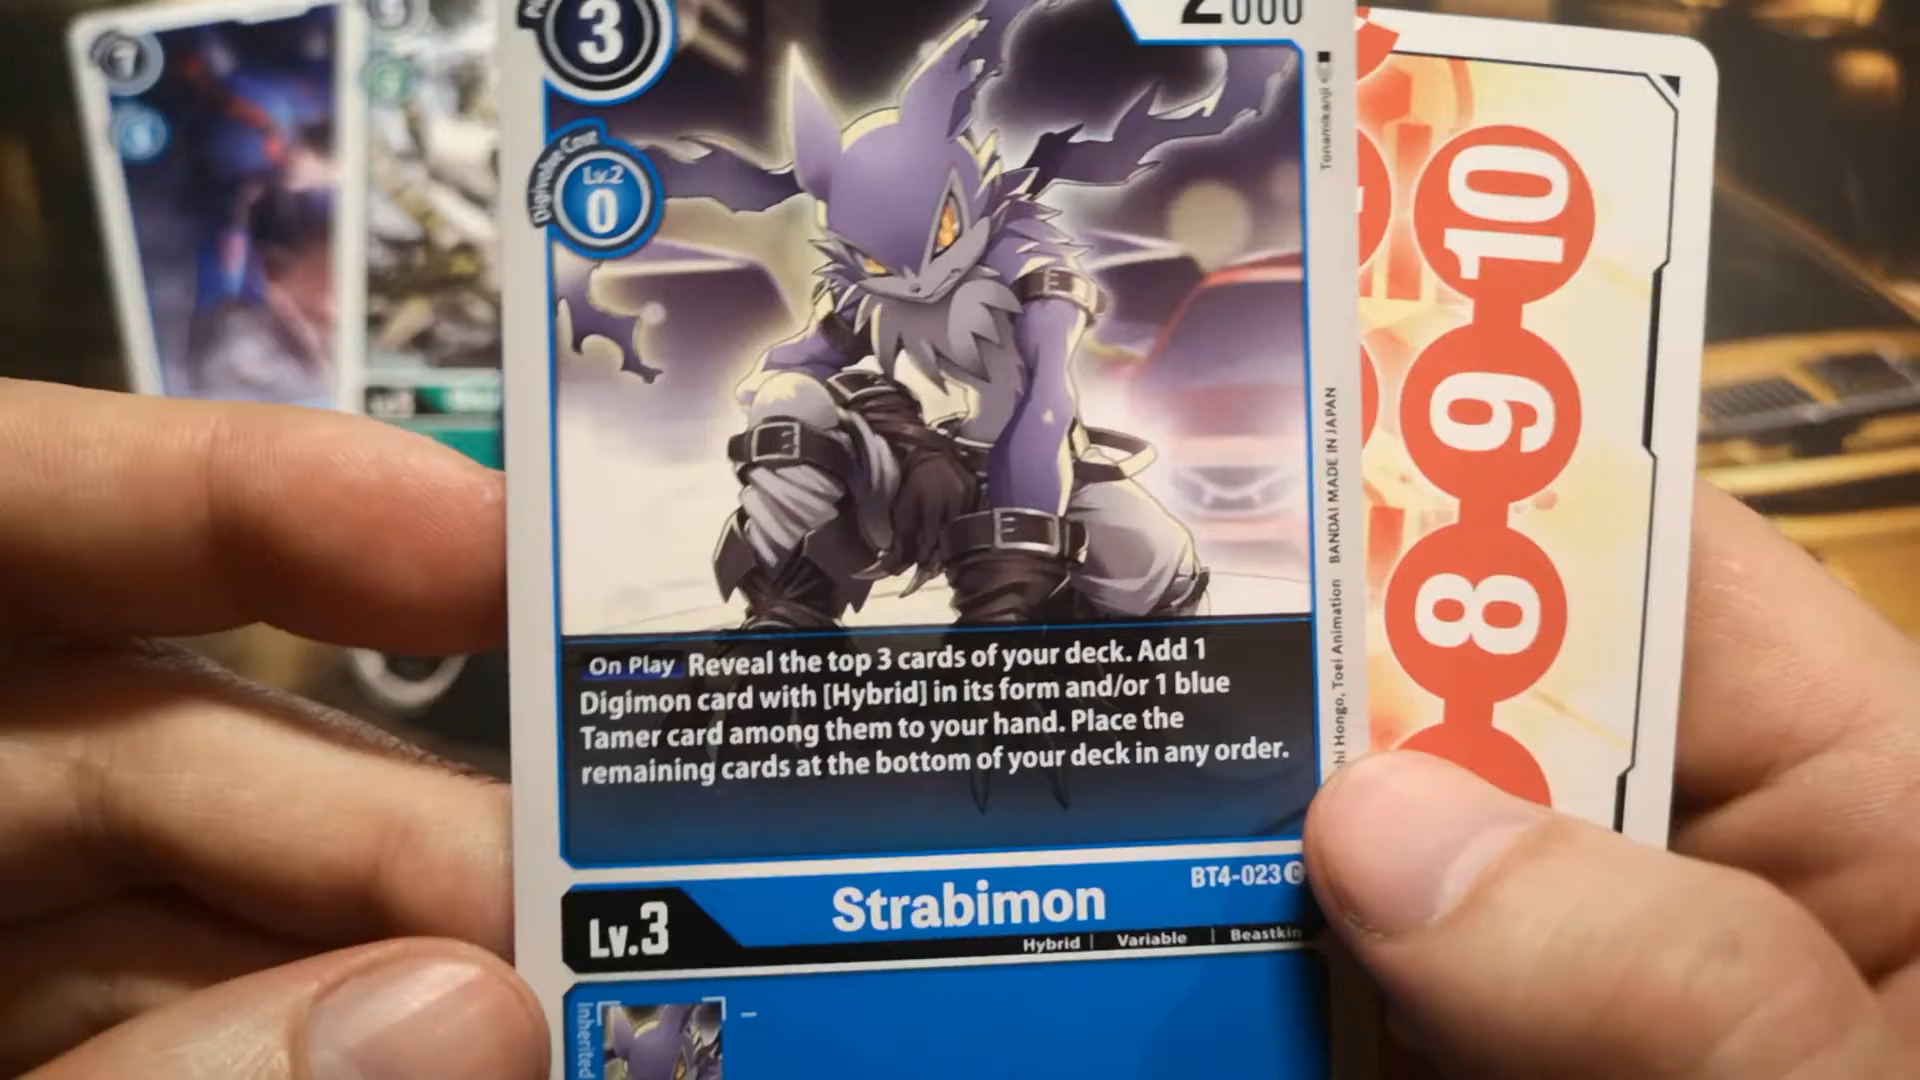 3
2000
Digivolve Cost
Lv.2
0
Tonamikanji
On Play Reveal the top 3 cards of your deck. Add 1
Digimon card with [Hybrid] in its form and/or 1 blue
Tamer card among them to your hand. Place the
remaining cards at the bottom of your deck in any order.
Hongo, Toei Animation BANDAI MADE IN JAPAN
BT4-023 C
Strabimon
Lv.3
Hybrid | Variable | Beastkin
Inherited
–
10
9
8
7